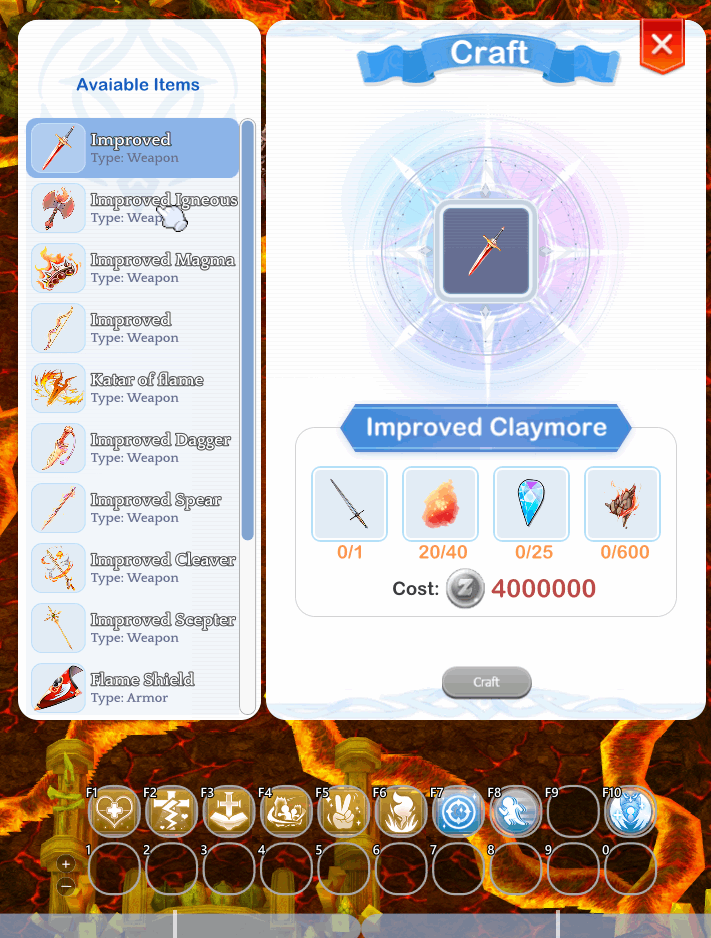 Craft
Avaiable Items
Improved
Type: Weapon
Improved Igneous
Type: Weap
Improved Magma
Type: Weapon
Improved
Type: Weapon
Katar of flame
Type: Weapon
Improved Dagger
Type: Weapon
Improved Spear
Type: Weapon
Improved Cleaver
Type: Weapon
Improved Scepter
Type: Weapon
Flame Shield
Type: Armor
Improved Claymore
0/1 20/40 0/25 0/600
Cost: Z 4000000
Craft
F1 F2 F3 F4 F5 F6 F7 F8 F9 F10
1 2 3 4 5 6 7 8 9 0